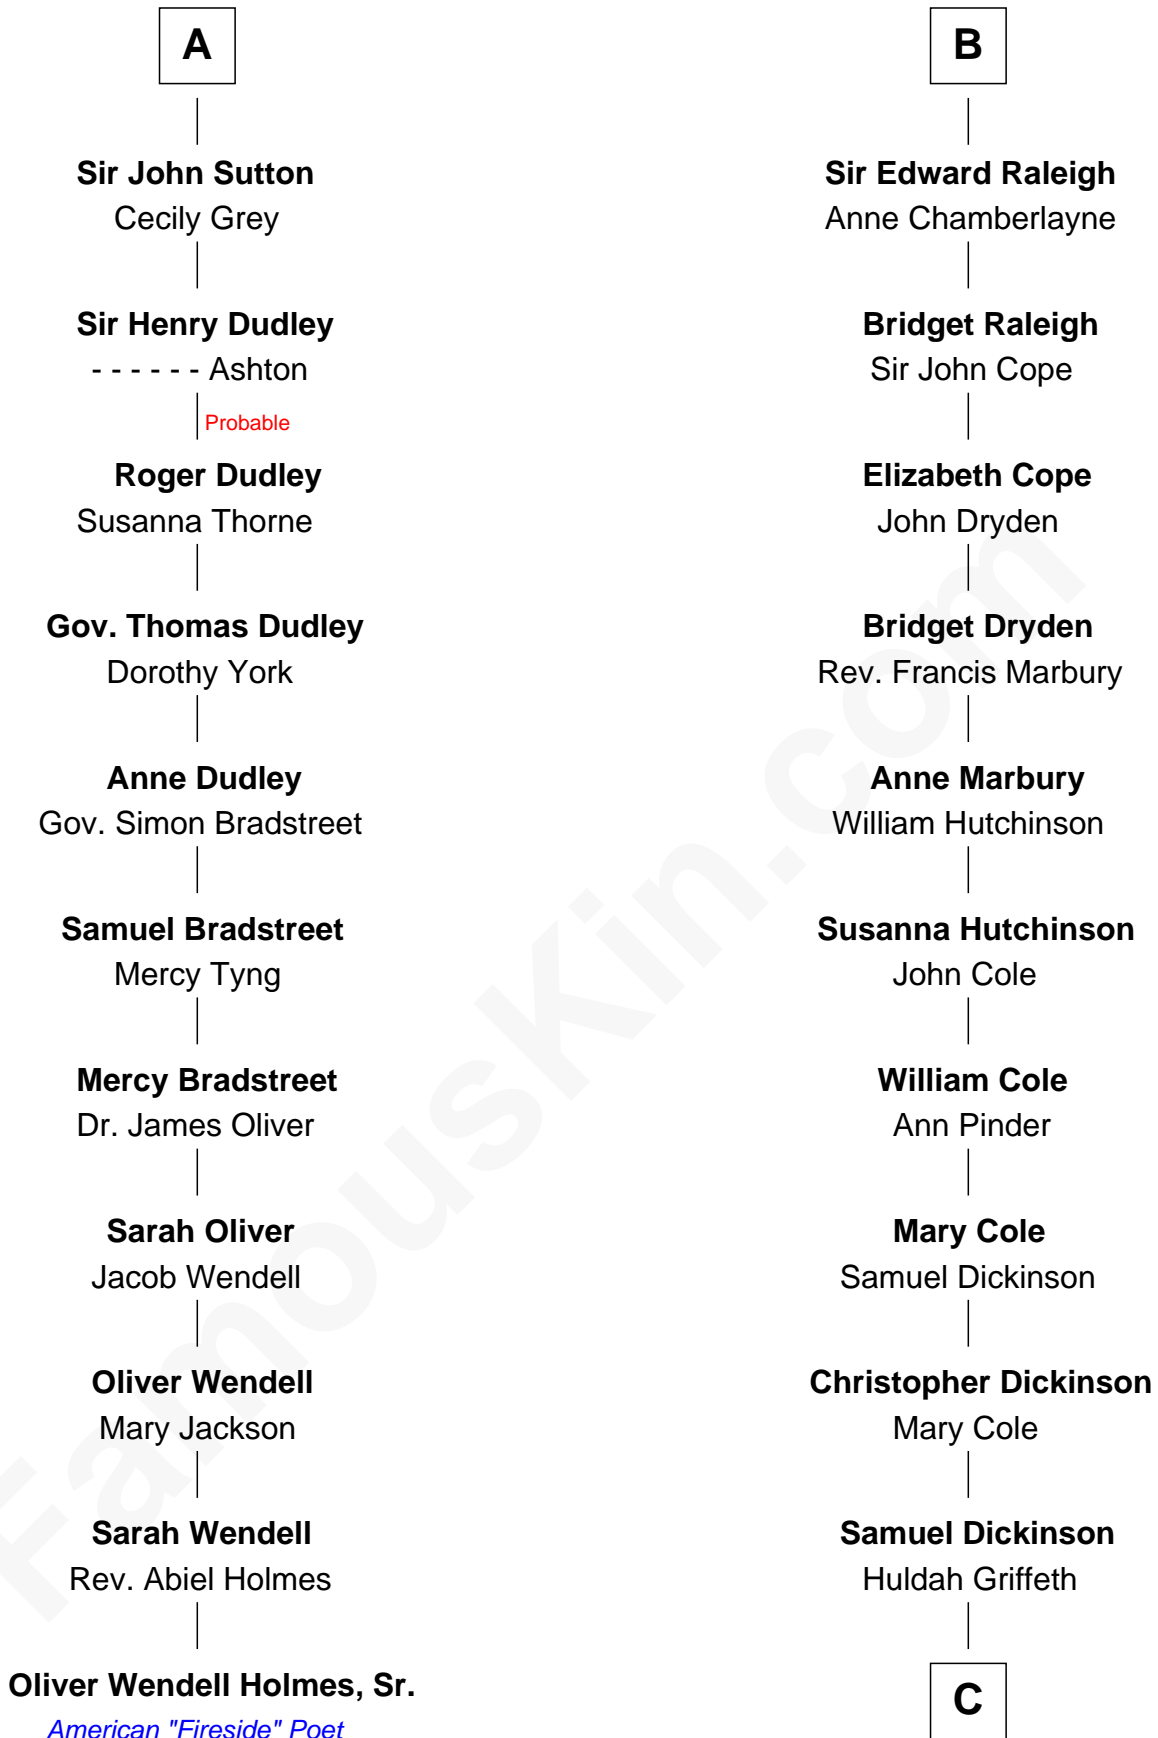 A
Sir John Sutton
Cecily Grey
Sir Henry Dudley
- - - - - - Ashton
Probable
Roger Dudley
Susanna Thorne
Gov. Thomas Dudley
Dorothy York
Anne Dudley
Gov. Simon Bradstreet
Samuel Bradstreet
Mercy Tyng
Mercy Bradstreet
Dr. James Oliver
Sarah Oliver
Jacob Wendell
Oliver Wendell
Mary Jackson
Sarah Wendell
Rev. Abiel Holmes
Oliver Wendell Holmes, Sr.
American "Fireside" Poet
B
Sir Edward Raleigh
Anne Chamberlayne
Bridget Raleigh
Sir John Cope
Elizabeth Cope
John Dryden
Bridget Dryden
Rev. Francis Marbury
Anne Marbury
William Hutchinson
Susanna Hutchinson
John Cole
William Cole
Ann Pinder
Mary Cole
Samuel Dickinson
Christopher Dickinson
Mary Cole
Samuel Dickinson
Huldah Griffeth
C
FamousKin.com